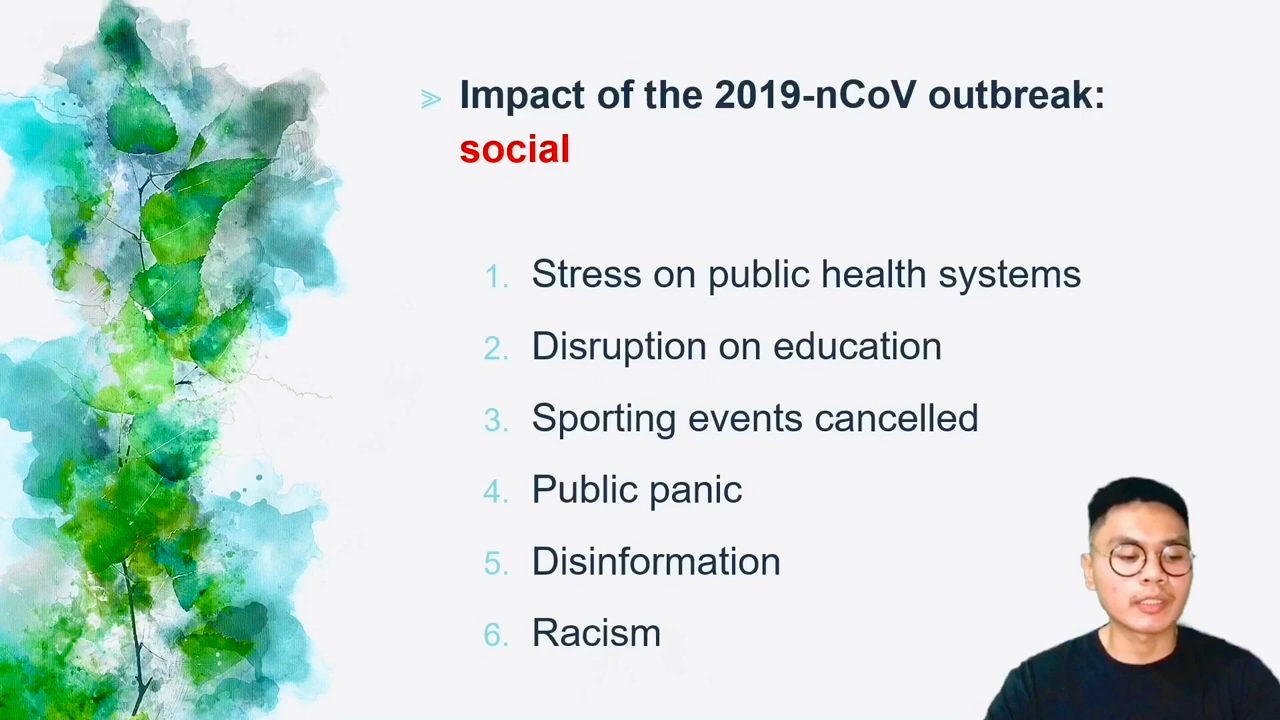 Impact of the 2019-nCoV outbreak:
social
1. Stress on public health systems
2. Disruption on education
3. Sporting events cancelled
4. Public panic
5. Disinformation
6. Racism